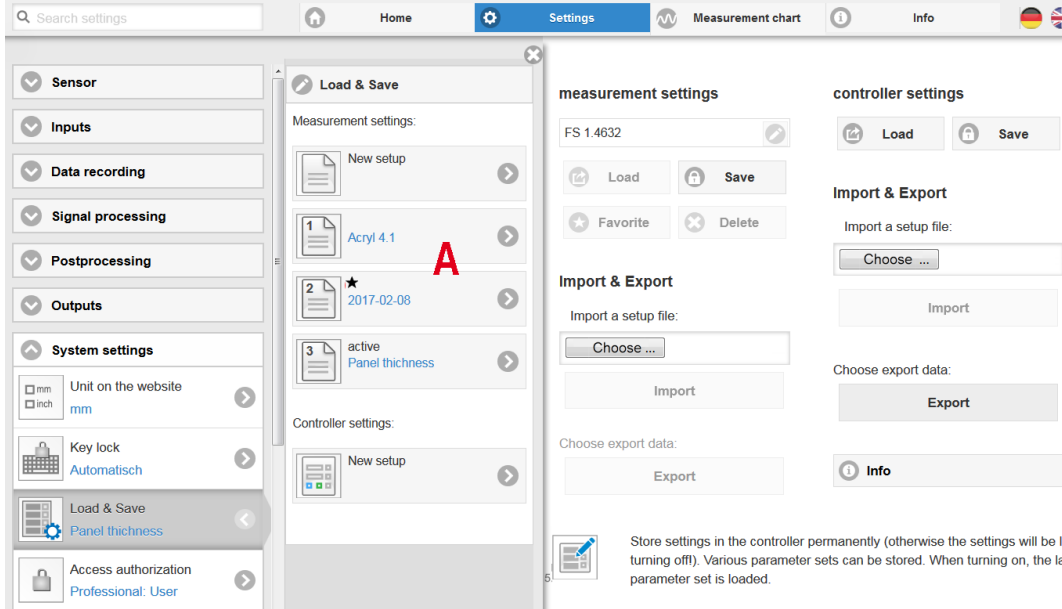 Search settings
Home
Settings
Measurement chart
Info
Sensor
Inputs
Data recording
Signal processing
Postprocessing
Outputs
System settings
mm
inch
Unit on the website
mm
Key lock
Automatisch
Load & Save
Panel thichness
Access authorization
Professional: User
Load & Save
Measurement settings:
New setup
1
Acryl 4.1
A
2
2017-02-08
3
active
Panel thichness
Controller settings:
New setup
measurement settings
FS 1.4632
Load
Save
Favorite
Delete
Import & Export
Import a setup file:
Choose ...
Import
Choose export data:
Export
controller settings
Load
Save
Import & Export
Import a setup file:
Choose ...
Import
Choose export data:
Export
Info
5.
Store settings in the controller permanently (otherwise the settings will be
turning off!). Various parameter sets can be stored. When turning on, the
parameter set is loaded.